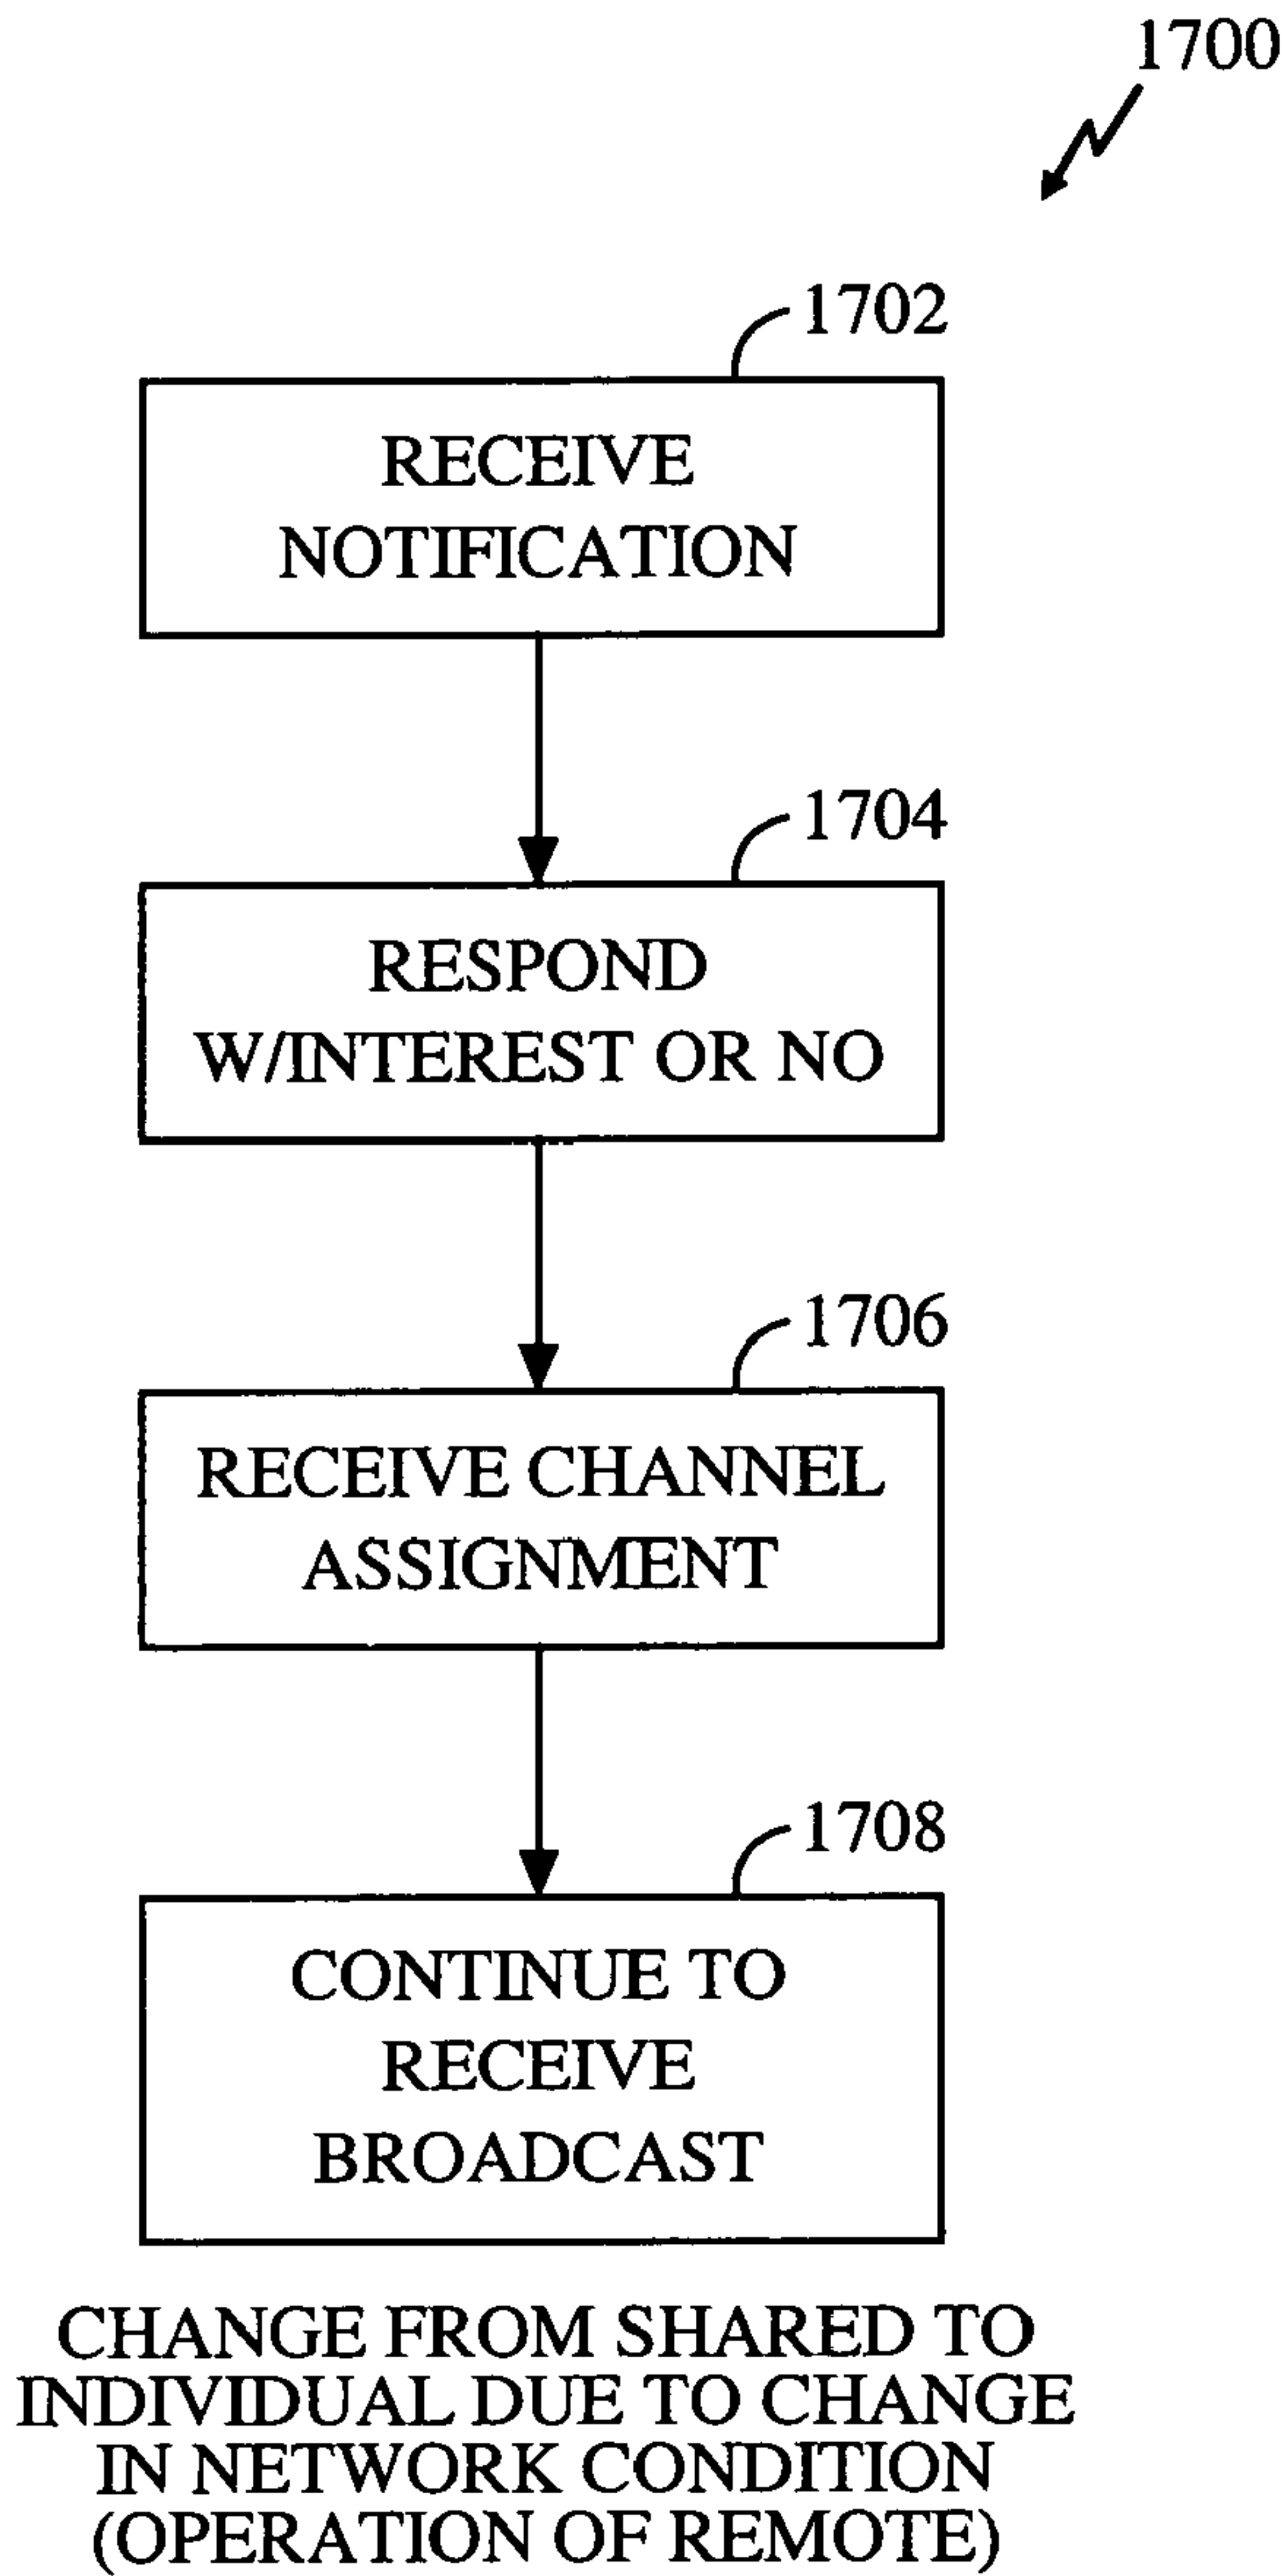 1700
1702
RECEIVE
NOTIFICATION
1704
RESPOND
W/INTEREST OR NO
1706
RECEIVE CHANNEL
ASSIGNMENT
1708
CONTINUE TO
RECEIVE
BROADCAST
CHANGE FROM SHARED TO
INDIVIDUAL DUE TO CHANGE
IN NETWORK CONDITION
(OPERATION OF REMOTE)